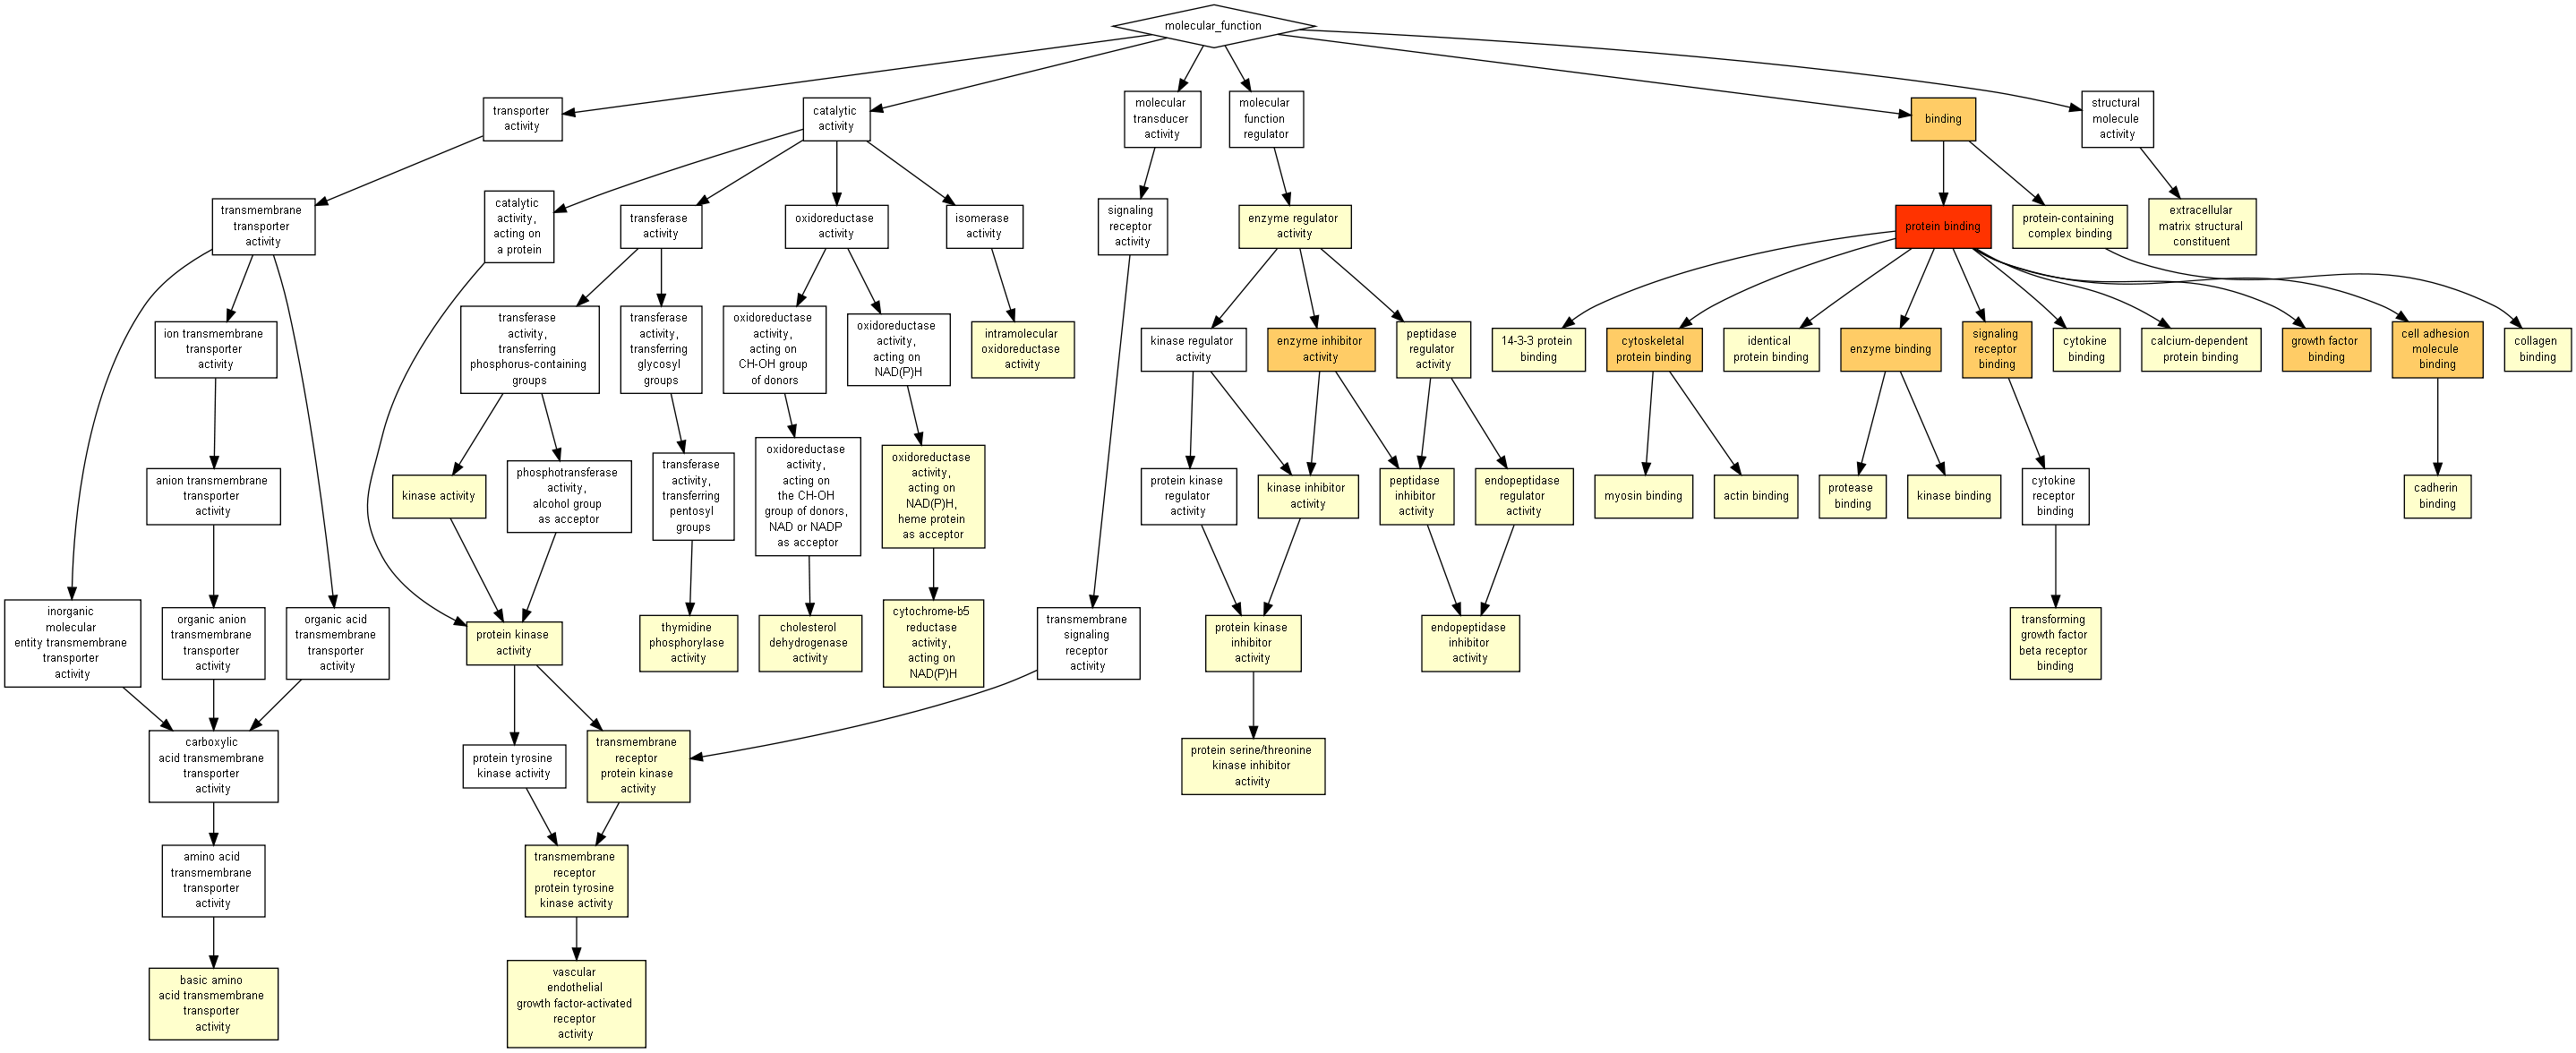 molecular_function
transporter
activity
catalytic
activity
molecular
transducer
activity
molecular
function
regulator
binding
structural
molecule
activity
transmembrane
transporter
activity
catalytic
activity,
acting on
a protein
transferase
activity
oxidoreductase
activity
isomerase
activity
signaling
receptor
activity
enzyme regulator
activity
protein binding
protein-containing
complex binding
extracellular
matrix structural
constituent
ion transmembrane
transporter
activity
transferase
activity,
transferring
phosphorus-containing
groups
transferase
activity,
transferring
glycosyl
groups
oxidoreductase
activity,
acting on
CH-OH group
of donors
oxidoreductase
activity,
acting on
NAD(P)H
intramolecular
oxidoreductase
activity
kinase regulator
activity
enzyme inhibitor
activity
peptidase
regulator
activity
14-3-3 protein
binding
cytoskeletal
protein binding
identical
protein binding
enzyme binding
signaling
receptor
binding
cytokine
binding
calcium-dependent
protein binding
growth factor
binding
cell adhesion
molecule
binding
collagen
binding
anion transmembrane
transporter
activity
kinase activity
phosphotransferase
activity,
alcohol group
as acceptor
transferase
activity,
transferring
pentosyl
groups
oxidoreductase
activity,
acting on
the CH-OH
group of donors,
NAD or NADP
as acceptor
oxidoreductase
activity,
acting on
NAD(P)H,
heme protein
as acceptor
protein kinase
regulator
activity
kinase inhibitor
activity
peptidase
inhibitor
activity
endopeptidase
regulator
activity
myosin binding
actin binding
protease
binding
kinase binding
cytokine
receptor
binding
cadherin
binding
inorganic
molecular
entity transmembrane
transporter
activity
organic anion
transmembrane
transporter
activity
organic acid
transmembrane
transporter
activity
protein kinase
activity
thymidine
phosphorylase
activity
cholesterol
dehydrogenase
activity
cytochrome-b5
reductase
activity,
acting on
NAD(P)H
transmembrane
signaling
receptor
activity
protein kinase
inhibitor
activity
endopeptidase
inhibitor
activity
transforming
growth factor
beta receptor
binding
carboxylic
acid transmembrane
transporter
activity
protein tyrosine
kinase activity
transmembrane
receptor
protein kinase
activity
protein serine/threonine
kinase inhibitor
activity
amino acid
transmembrane
transporter
activity
transmembrane
receptor
protein tyrosine
kinase activity
basic amino
acid transmembrane
transporter
activity
vascular
endothelial
growth factor-activated
receptor
activity